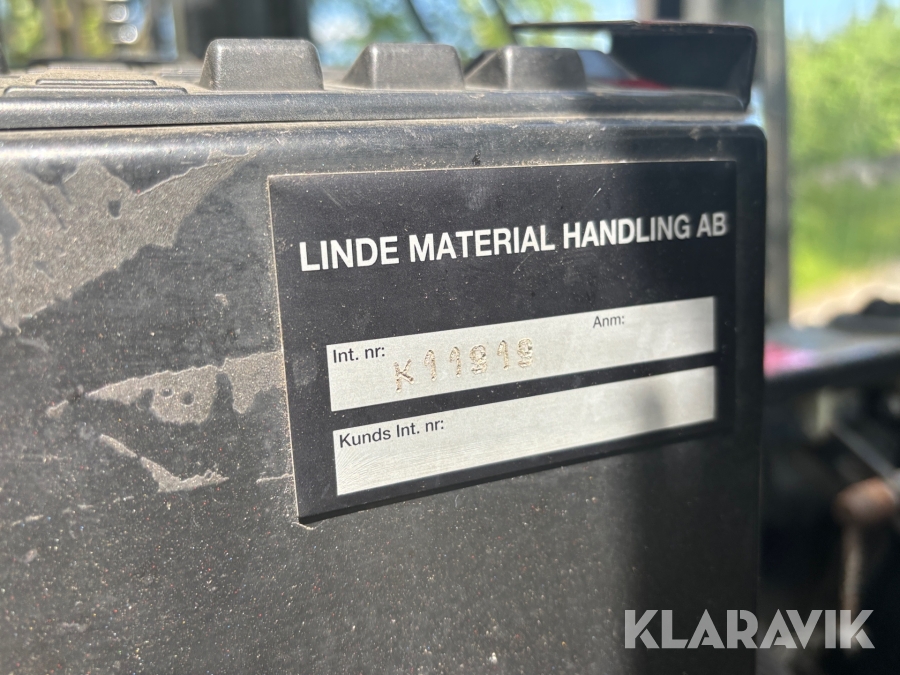 LINDE MATERIAL HANDLING AB
Int. nr: K11919 Anm:
Kunds Int. nr:
KLARAVIK